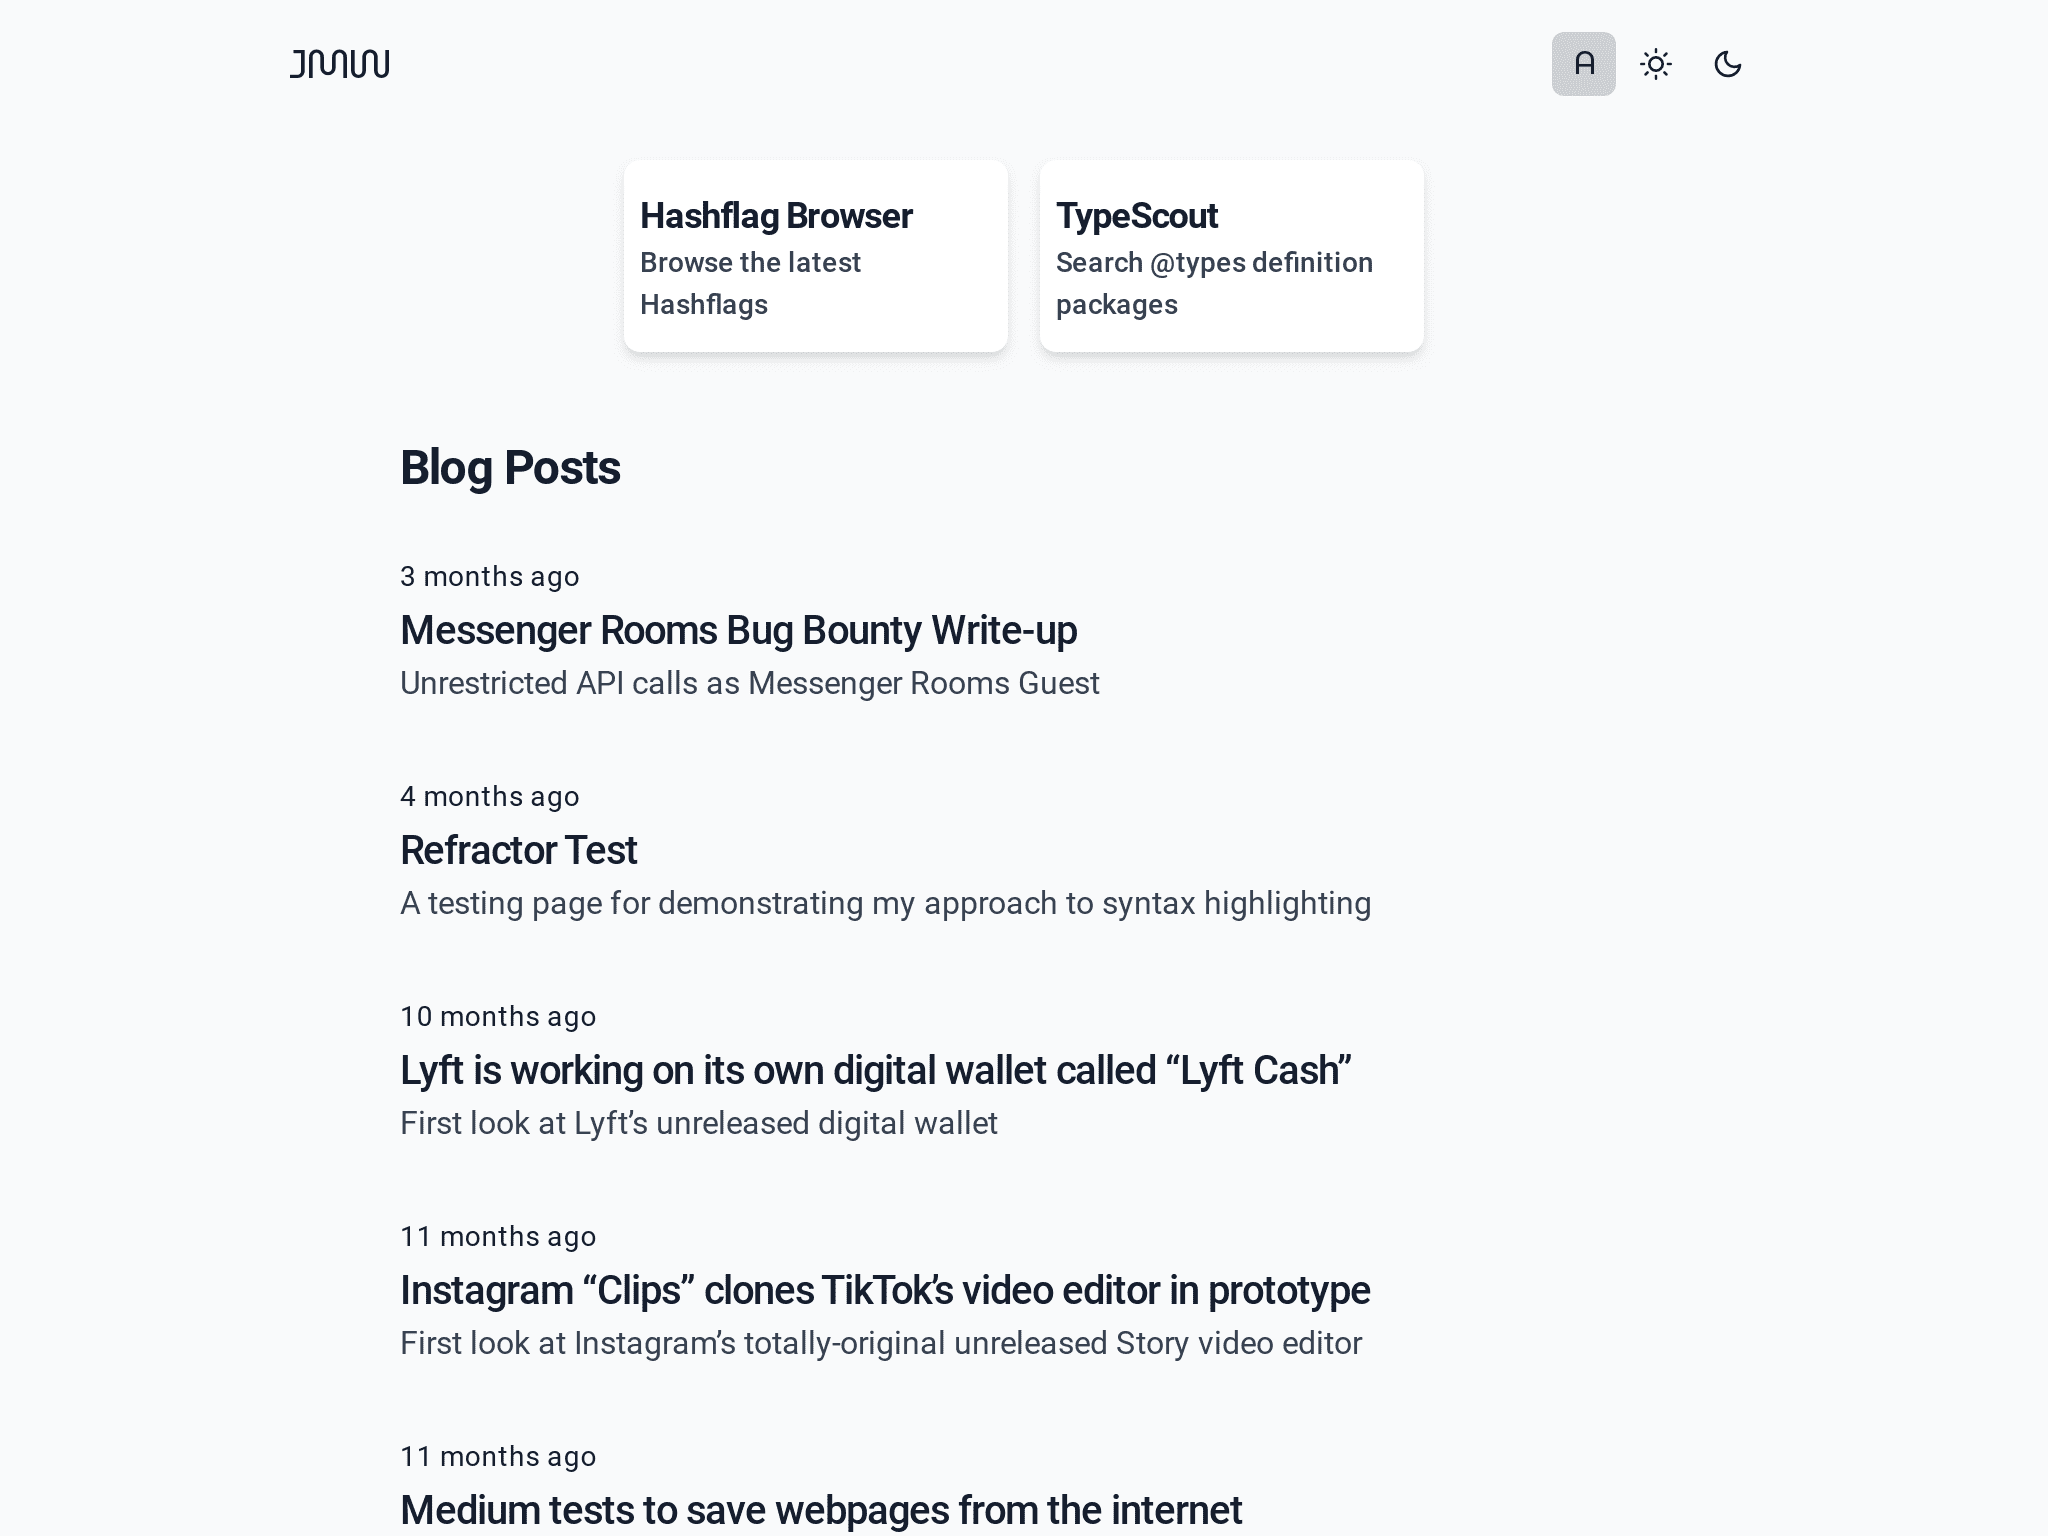 JMW
A
Hashflag Browser
Browse the latest
Hashflags
TypeScout
Search @types definition
packages
Blog Posts
3 months ago
Messenger Rooms Bug Bounty Write-up
Unrestricted API calls as Messenger Rooms Guest
4 months ago
Refractor Test
A testing page for demonstrating my approach to syntax highlighting
10 months ago
Lyft is working on its own digital wallet called “Lyft Cash”
First look at Lyft’s unreleased digital wallet
11 months ago
Instagram “Clips” clones TikTok’s video editor in prototype
First look at Instagram’s totally-original unreleased Story video editor
11 months ago
Medium tests to save webpages from the internet